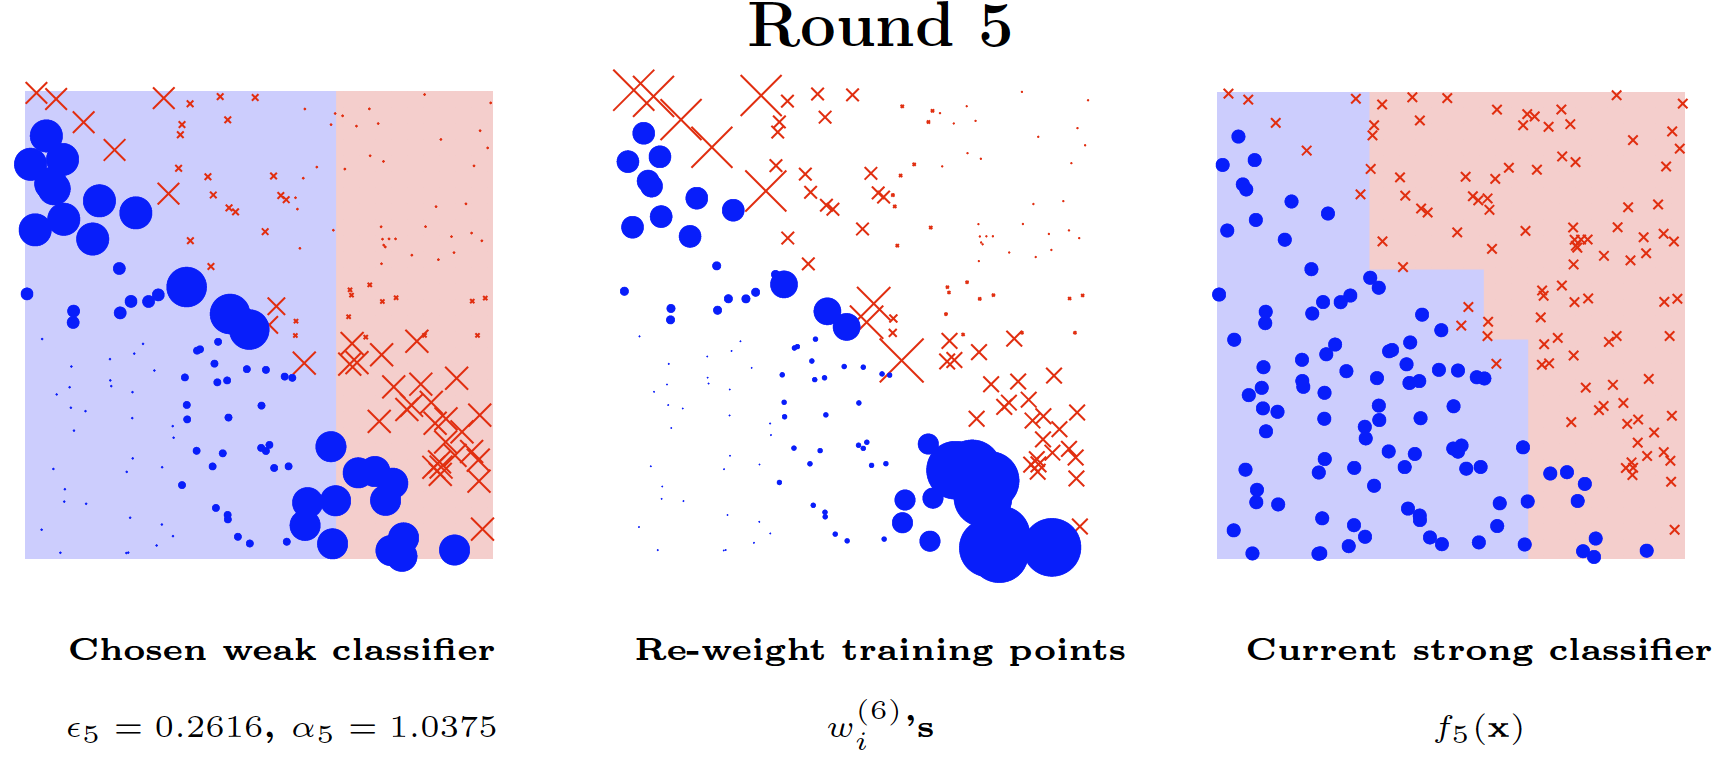 Round 5
Chosen weak classifier
Re-weight training points
Current strong classifier
ϵ₅ = 0.2616, α₅ = 1.0375
wᵢ⁽⁶⁾'s
f₅(x)